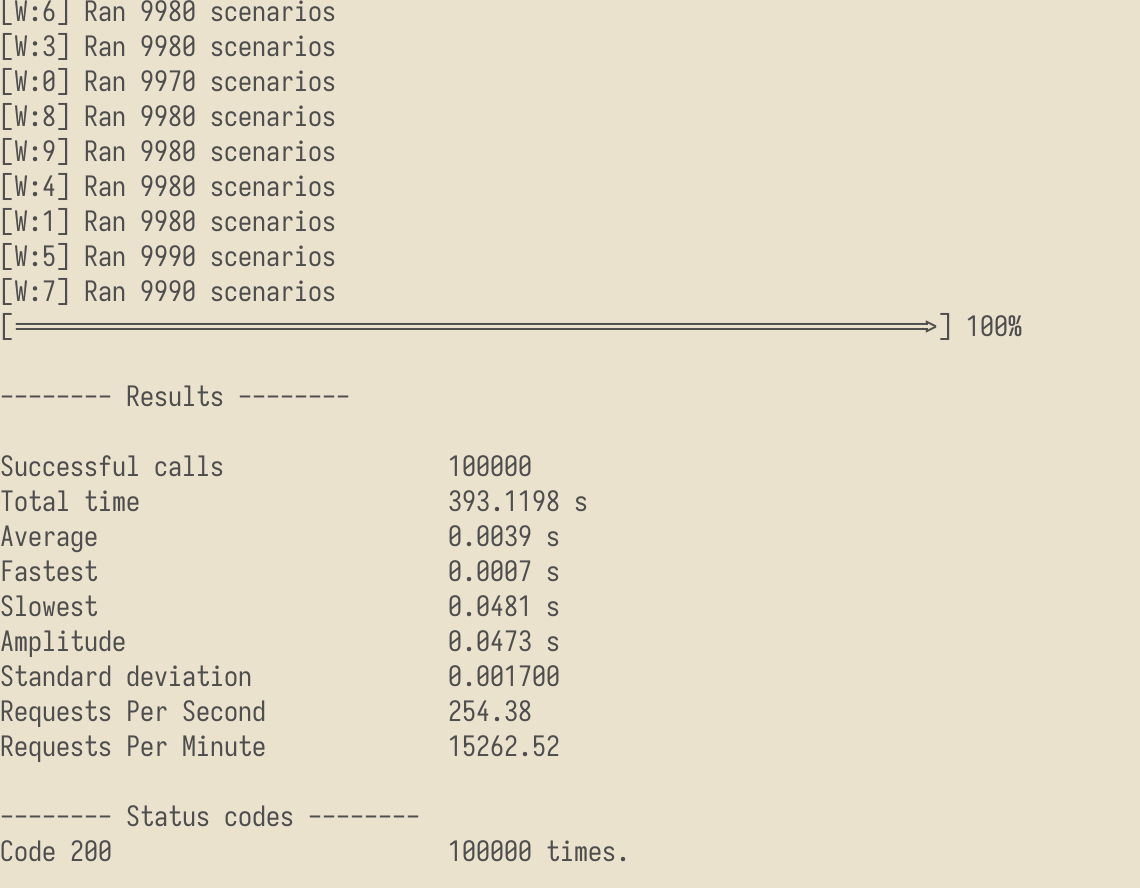 [W:6] Ran 9980 scenarios
[W:3] Ran 9980 scenarios
[W:0] Ran 9970 scenarios
[W:8] Ran 9980 scenarios
[W:9] Ran 9980 scenarios
[W:4] Ran 9980 scenarios
[W:1] Ran 9980 scenarios
[W:5] Ran 9990 scenarios
[W:7] Ran 9990 scenarios
[=================================================================>] 100%
-------- Results --------
Successful calls 100000
Total time 393.1198 s
Average 0.0039 s
Fastest 0.0007 s
Slowest 0.0481 s
Amplitude 0.0473 s
Standard deviation 0.001700
Requests Per Second 254.38
Requests Per Minute 15262.52
-------- Status codes --------
Code 200 100000 times.